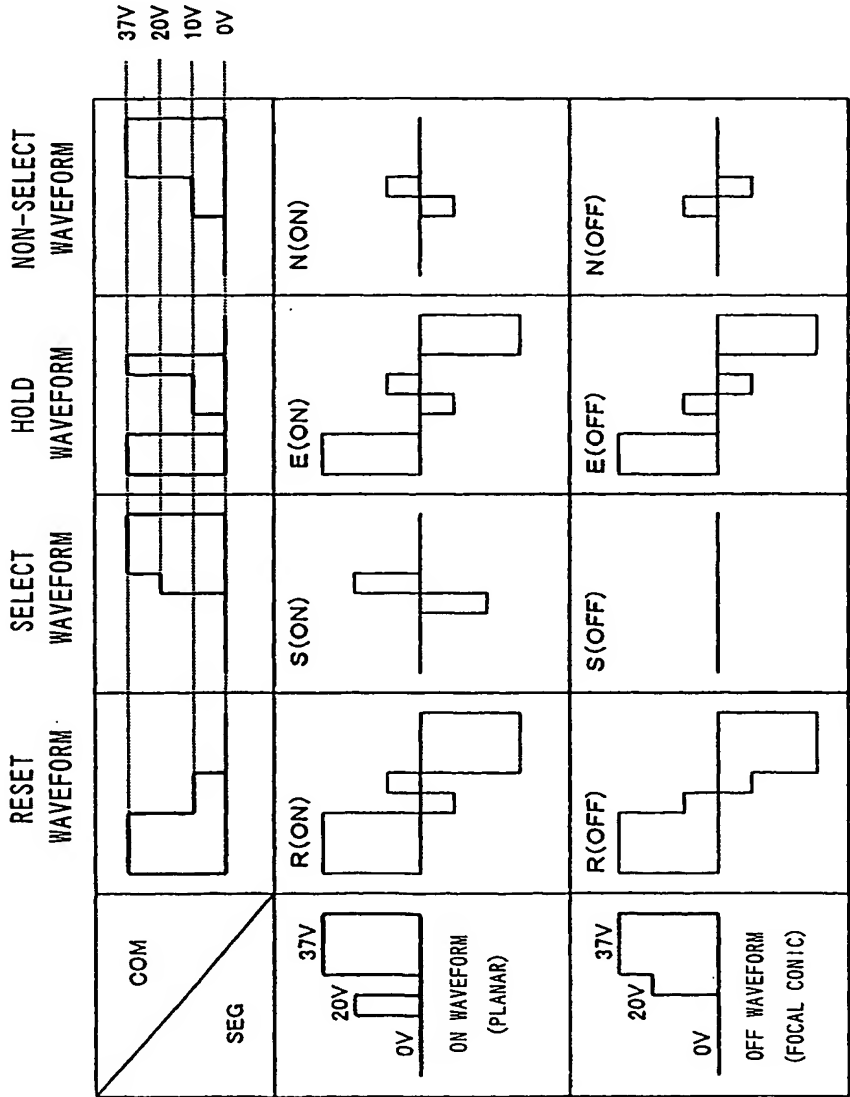 RESET
WAVEFORM
SELECT
WAVEFORM
HOLD
WAVEFORM
NON-SELECT
WAVEFORM
COM
SEG
37V
20V
10V
0V
37V
20V
0V
ON WAVEFORM
(PLANAR)
R(ON)
S(ON)
E(ON)
N(ON)
37V
20V
0V
OFF WAVEFORM
(FOCAL CONIC)
R(OFF)
S(OFF)
E(OFF)
N(OFF)